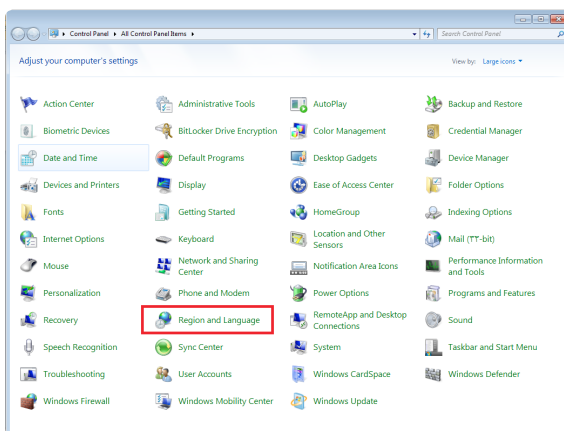 Control Panel ▸ All Control Panel Items ▸ Search Control Panel
Adjust your computer's settings View by: Large icons
Action Center Administrative Tools AutoPlay Backup and Restore
Biometric Devices BitLocker Drive Encryption Color Management Credential Manager
Date and Time Default Programs Desktop Gadgets Device Manager
Devices and Printers Display Ease of Access Center Folder Options
Fonts Getting Started HomeGroup Indexing Options
Internet Options Keyboard Location and Other Sensors Mail (٣٢-bit)
Mouse Network and Sharing Center Notification Area Icons Performance Information and Tools
Personalization Phone and Modem Power Options Programs and Features
Recovery Region and Language RemoteApp and Desktop Connections Sound
Speech Recognition Sync Center System Taskbar and Start Menu
Troubleshooting User Accounts Windows CardSpace Windows Defender
Windows Firewall Windows Mobility Center Windows Update